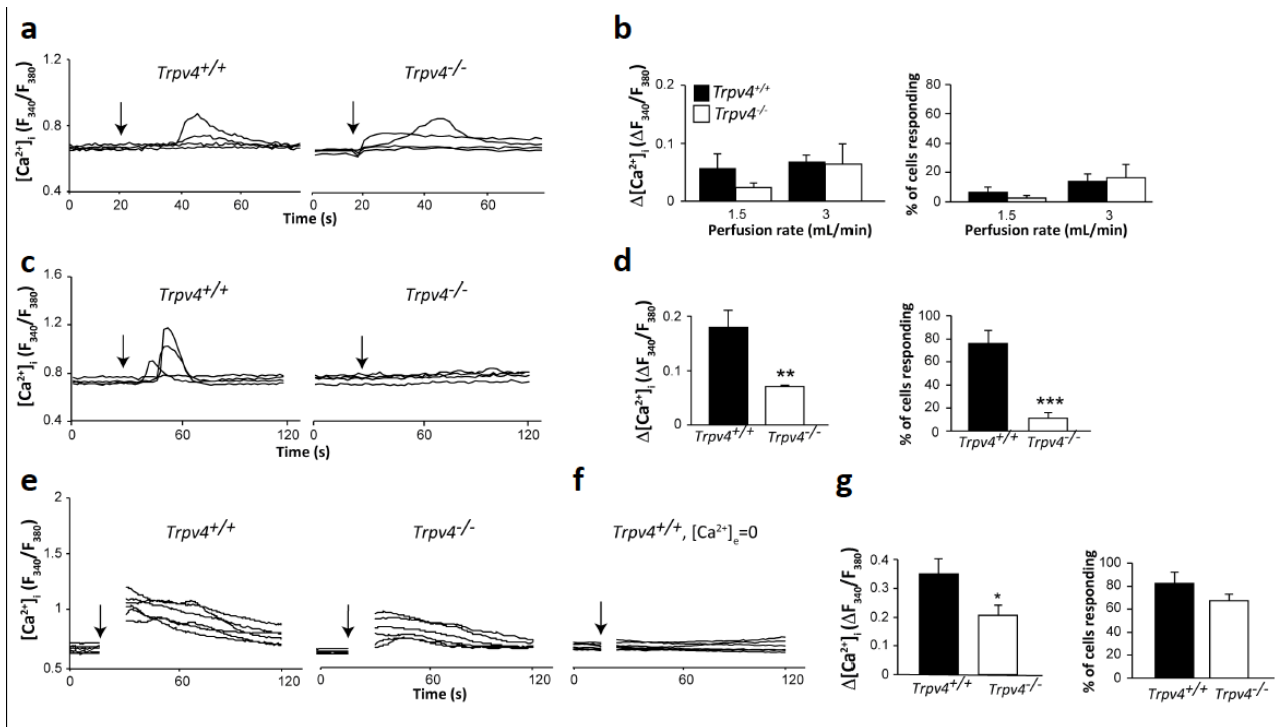 a
[Ca²⁺]ᵢ (F₃₄₀/F₃₈₀)
1.2
0.8
0.4
Trpv4⁺/⁺
Trpv4⁻/⁻
0 20 40 60 0 20 40 60
Time (s)
b
Δ[Ca²⁺]ᵢ (ΔF₃₄₀/F₃₈₀)
0.2
0.1
0
Trpv4⁺/⁺
Trpv4⁻/⁻
1.5 3
Perfusion rate (mL/min)
% of cells responding
80
60
40
20
0
1.5 3
Perfusion rate (mL/min)
c
[Ca²⁺]ᵢ (F₃₄₀/F₃₈₀)
1.6
1.2
0.8
0.4
Trpv4⁺/⁺
Trpv4⁻/⁻
0 60 120 0 60 120
Time (s)
d
Δ[Ca²⁺]ᵢ (ΔF₃₄₀/F₃₈₀)
0.2
0.1
0
**
Trpv4⁺/⁺ Trpv4⁻/⁻
% of cells responding
100
80
60
40
20
0
***
Trpv4⁺/⁺ Trpv4⁻/⁻
e
[Ca²⁺]ᵢ (F₃₄₀/F₃₈₀)
2
1.5
1
0.5
Trpv4⁺/⁺
Trpv4⁻/⁻
0 60 120 0 60 120
Time (s)
f
Trpv4⁺/⁺, [Ca²⁺]ₑ=0
0 60 120
g
Δ[Ca²⁺]ᵢ (ΔF₃₄₀/F₃₈₀)
0.4
0.3
0.2
0.1
0
*
Trpv4⁺/⁺ Trpv4⁻/⁻
% of cells responding
100
80
60
40
20
0
Trpv4⁺/⁺ Trpv4⁻/⁻